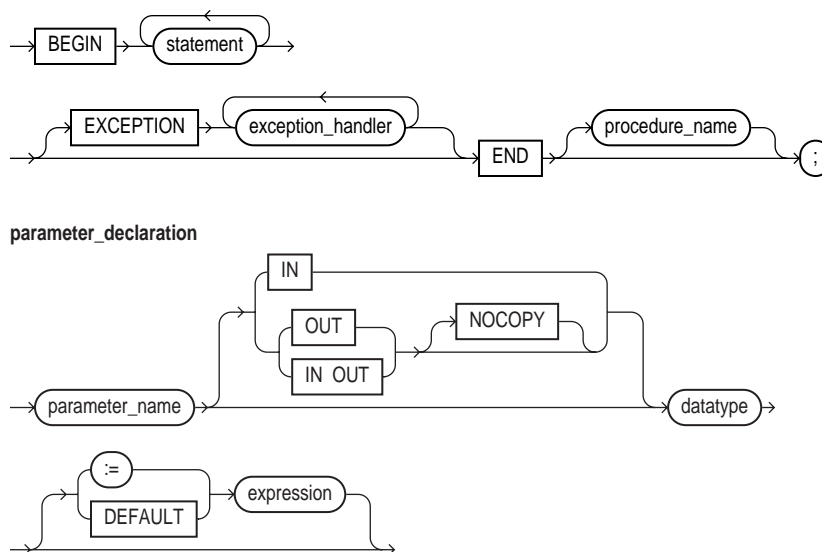 BEGIN statement
EXCEPTION exception_handler END procedure_name ;
parameter_declaration
IN
OUT NOCOPY
IN OUT
parameter_name datatype
:=
DEFAULT expression